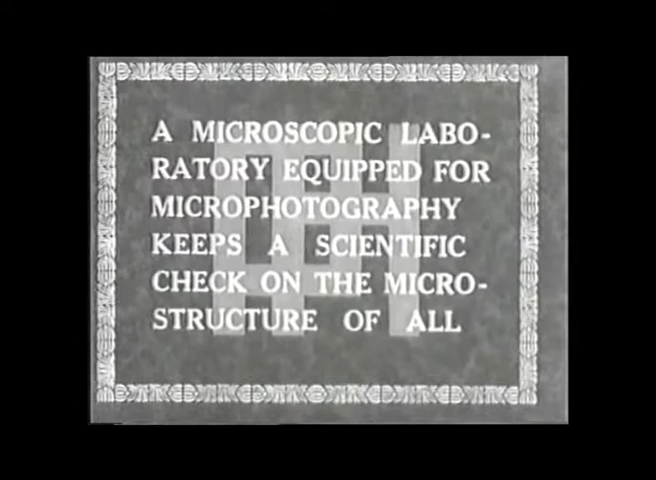 A MICROSCOPIC LABO-
RATORY EQUIPPED FOR
MICROPHOTOGRAPHY
KEEPS A SCIENTIFIC
CHECK ON THE MICRO-
STRUCTURE OF ALL